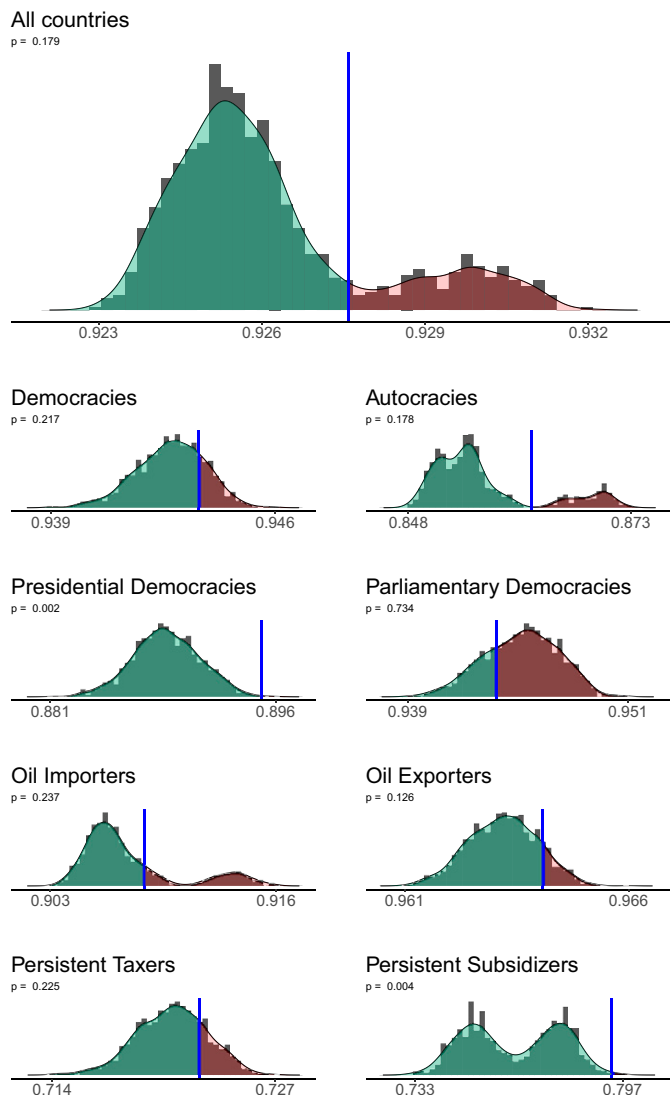 All countries
p = 0.179
0.923 0.926 0.929 0.932
Democracies
p = 0.217
0.939 0.946
Autocracies
p = 0.178
0.848 0.873
Presidential Democracies
p = 0.002
0.881 0.896
Parliamentary Democracies
p = 0.734
0.939 0.951
Oil Importers
p = 0.237
0.903 0.916
Oil Exporters
p = 0.126
0.961 0.966
Persistent Taxers
p = 0.225
0.714 0.727
Persistent Subsidizers
p = 0.004
0.733 0.797